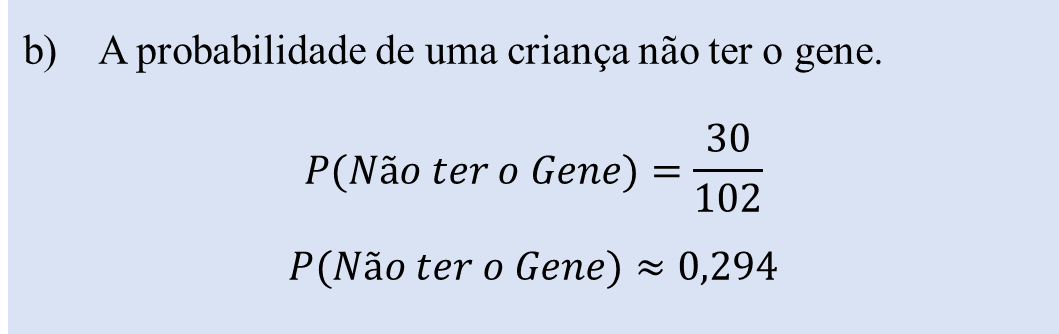 b) A probabilidade de uma criança não ter o gene.
P(Não ter o Gene) = 30/102
P(Não ter o Gene) ≈ 0,294